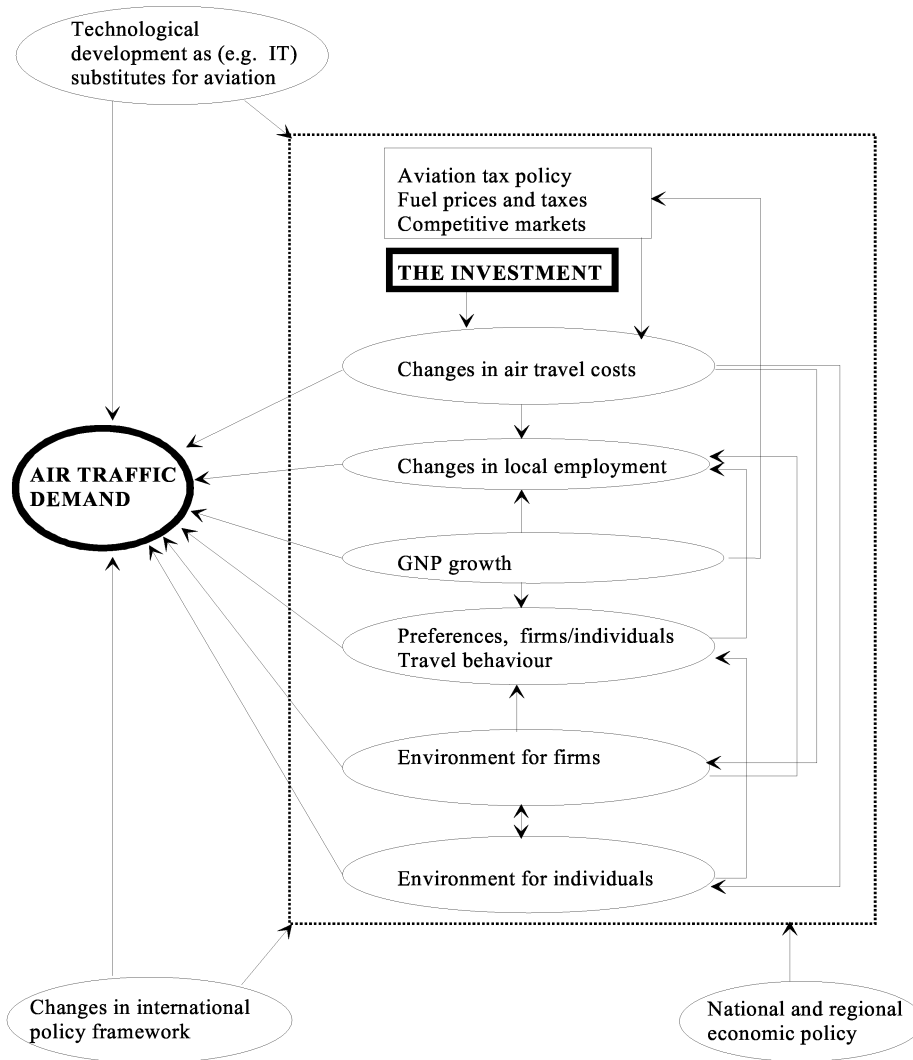 Technological
development as (e.g. IT)
substitutes for aviation
Aviation tax policy
Fuel prices and taxes
Competitive markets
THE INVESTMENT
Changes in air travel costs
AIR TRAFFIC
DEMAND
Changes in local employment
GNP growth
Preferences, firms/individuals
Travel behaviour
Environment for firms
Environment for individuals
Changes in international
policy framework
National and regional
economic policy